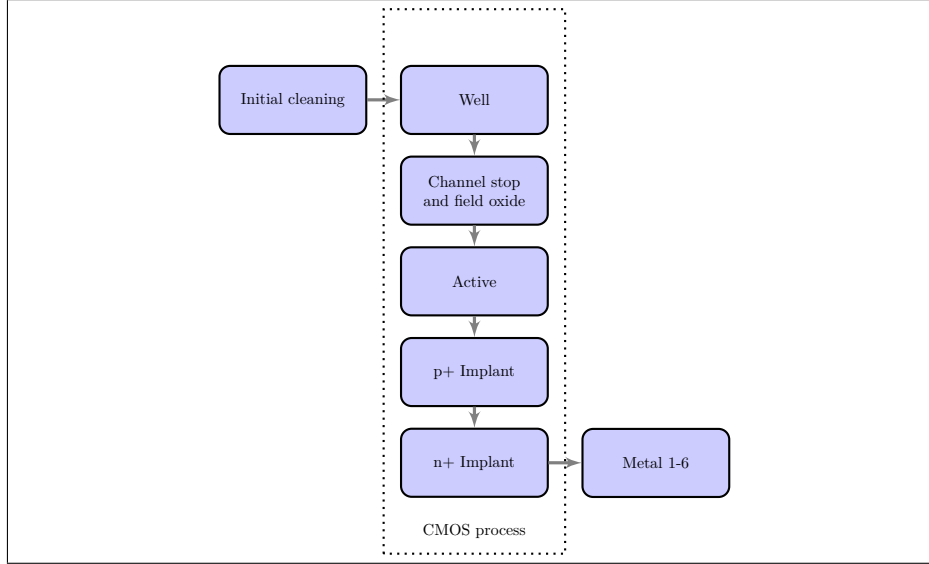 Initial cleaning
Well
Channel stop
and field oxide
Active
p+ Implant
n+ Implant
Metal 1-6
CMOS process